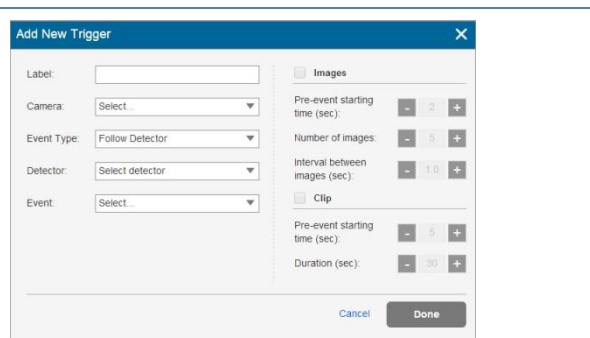 Add New Trigger
Label:
Camera: Select...
Event Type: Follow Detector
Detector: Select detector
Event: Select...
Images
Pre-event starting
time (sec): - 2 +
Number of images: - 5 +
Interval between
images (sec): - 1.0 +
Clip
Pre-event starting
time (sec): - 5 +
Duration (sec): - 30 +
Cancel
Done